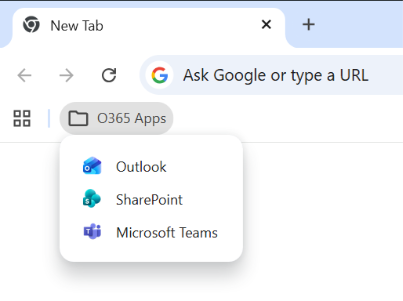 New Tab
Ask Google or type a URL
O365 Apps
Outlook
SharePoint
Microsoft Teams